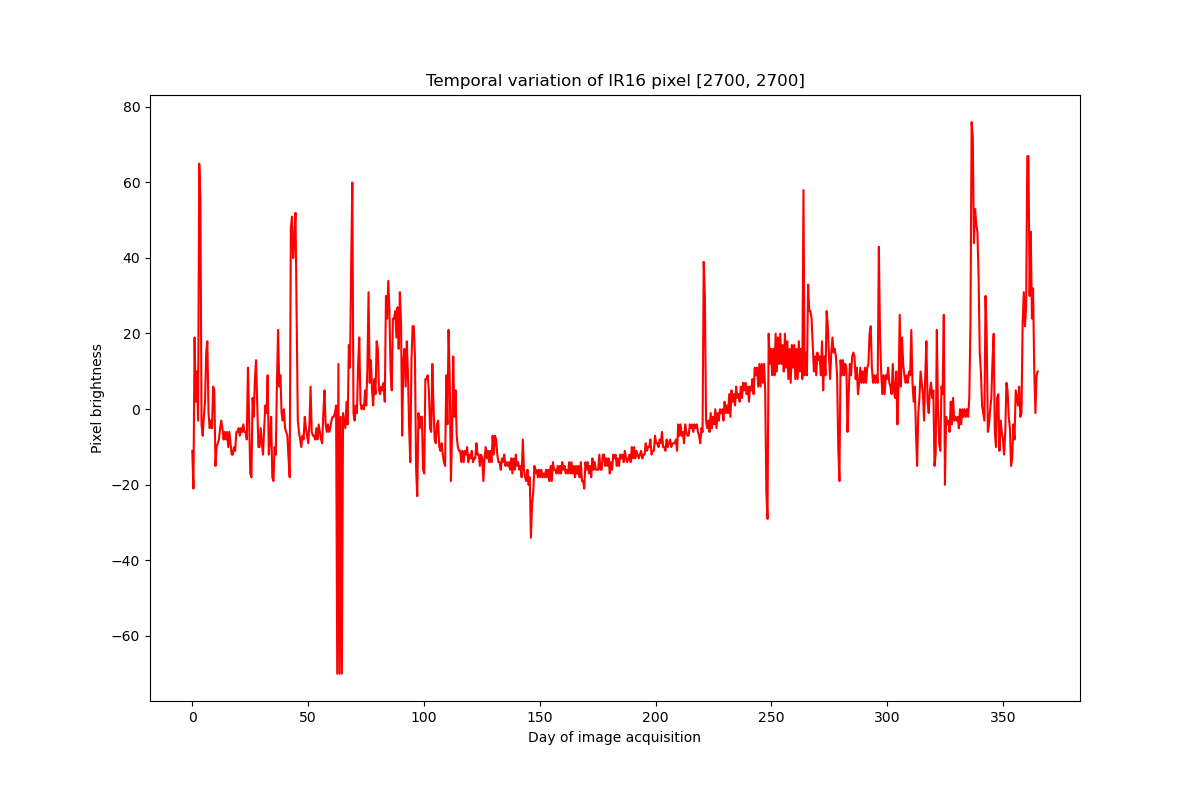 Temporal variation of IR16 pixel [2700, 2700]
80
60
40
20
0
−20
−40
−60
Pixel brightness
0 50 100 150 200 250 300 350
Day of image acquisition